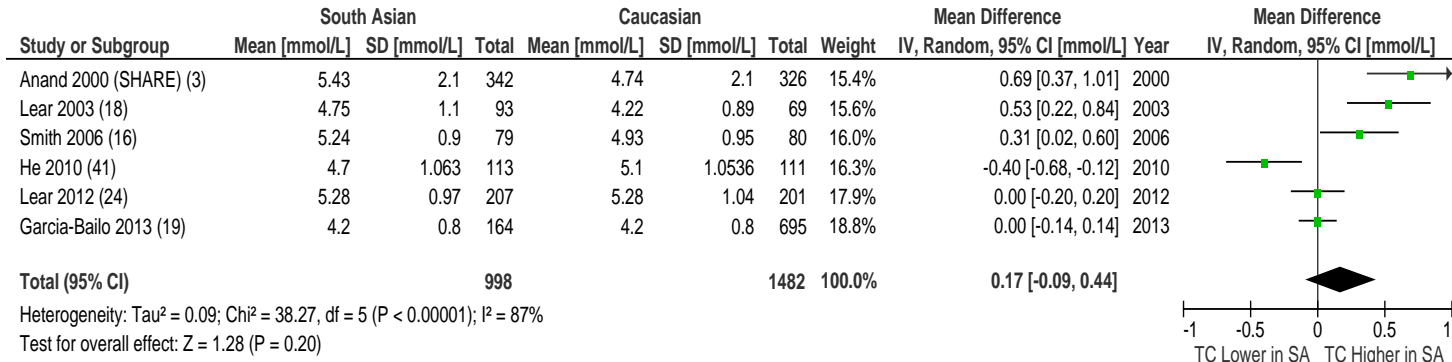 South Asian Caucasian Mean Difference Mean Difference
Study or Subgroup Mean [mmol/L] SD [mmol/L] Total Mean [mmol/L] SD [mmol/L] Total Weight IV, Random, 95% CI [mmol/L] Year IV, Random, 95% CI [mmol/L]
Anand 2000 (SHARE) (3) 5.43 2.1 342 4.74 2.1 326 15.4% 0.69 [0.37, 1.01] 2000
Lear 2003 (18) 4.75 1.1 93 4.22 0.89 69 15.6% 0.53 [0.22, 0.84] 2003
Smith 2006 (16) 5.24 0.9 79 4.93 0.95 80 16.0% 0.31 [0.02, 0.60] 2006
He 2010 (41) 4.7 1.063 113 5.1 1.0536 111 16.3% -0.40 [-0.68, -0.12] 2010
Lear 2012 (24) 5.28 0.97 207 5.28 1.04 201 17.9% 0.00 [-0.20, 0.20] 2012
Garcia-Bailo 2013 (19) 4.2 0.8 164 4.2 0.8 695 18.8% 0.00 [-0.14, 0.14] 2013
Total (95% CI) 998 1482 100.0% 0.17 [-0.09, 0.44]
Heterogeneity: Tau² = 0.09; Chi² = 38.27, df = 5 (P < 0.00001); I² = 87%
Test for overall effect: Z = 1.28 (P = 0.20)
-1 -0.5 0 0.5 1
TC Lower in SA TC Higher in SA